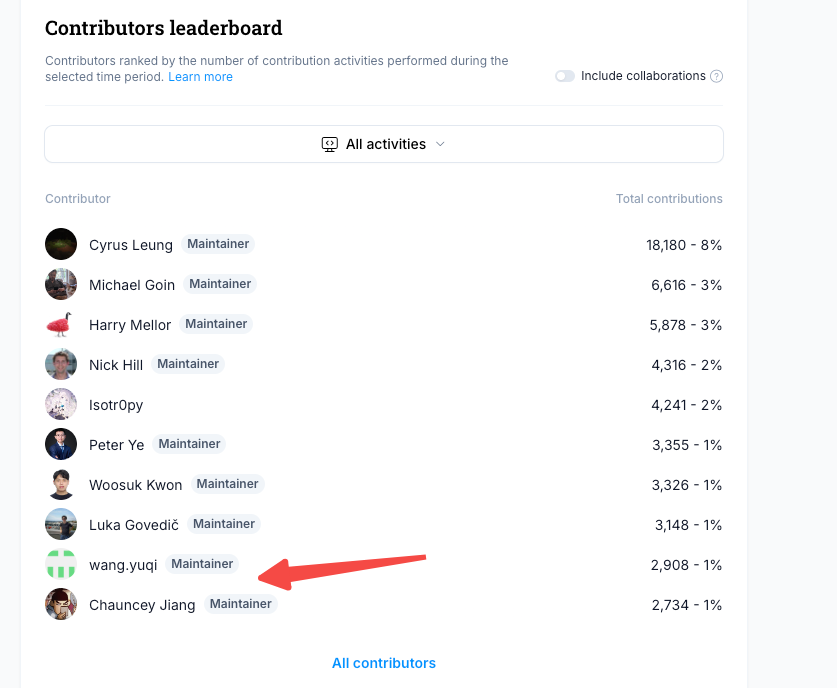 Contributors leaderboard
Contributors ranked by the number of contribution activities performed during the
selected time period. Learn more
Include collaborations ?
All activities
Contributor Total contributions
Cyrus Leung Maintainer 18,180 - 8%
Michael Goin Maintainer 6,616 - 3%
Harry Mellor Maintainer 5,878 - 3%
Nick Hill Maintainer 4,316 - 2%
Isotr0py 4,241 - 2%
Peter Ye Maintainer 3,355 - 1%
Woosuk Kwon Maintainer 3,326 - 1%
Luka Govedič Maintainer 3,148 - 1%
wang.yuqi Maintainer 2,908 - 1%
Chauncey Jiang Maintainer 2,734 - 1%
All contributors